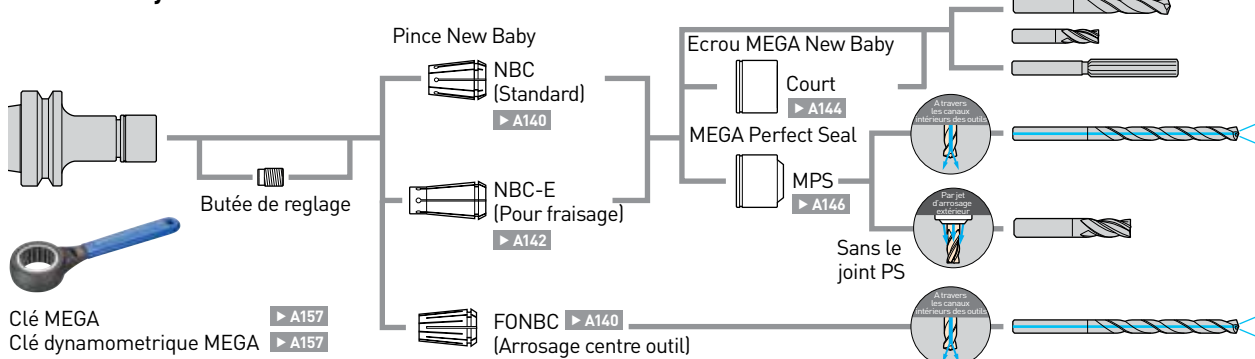 Pince New Baby
NBC
(Standard)
▶ A140
NBC-E
(Pour fraisage)
▶ A142
FONBC ▶ A140
(Arrosage centre outil)
Butée de reglage
Clé MEGA ▶ A157
Clé dynamometrique MEGA ▶ A157
Ecrou MEGA New Baby
Court
▶ A144
MEGA Perfect Seal
MPS
▶ A146
A travers
les canaux
intérieurs des outils
Par jet
d'arrosage
extérieur
Sans le
joint PS
A travers
les canaux
intérieurs des outils